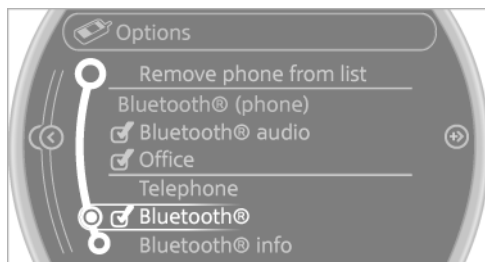 Options
Remove phone from list
Bluetooth® (phone)
Bluetooth® audio
Office
Telephone
Bluetooth®
Bluetooth® info